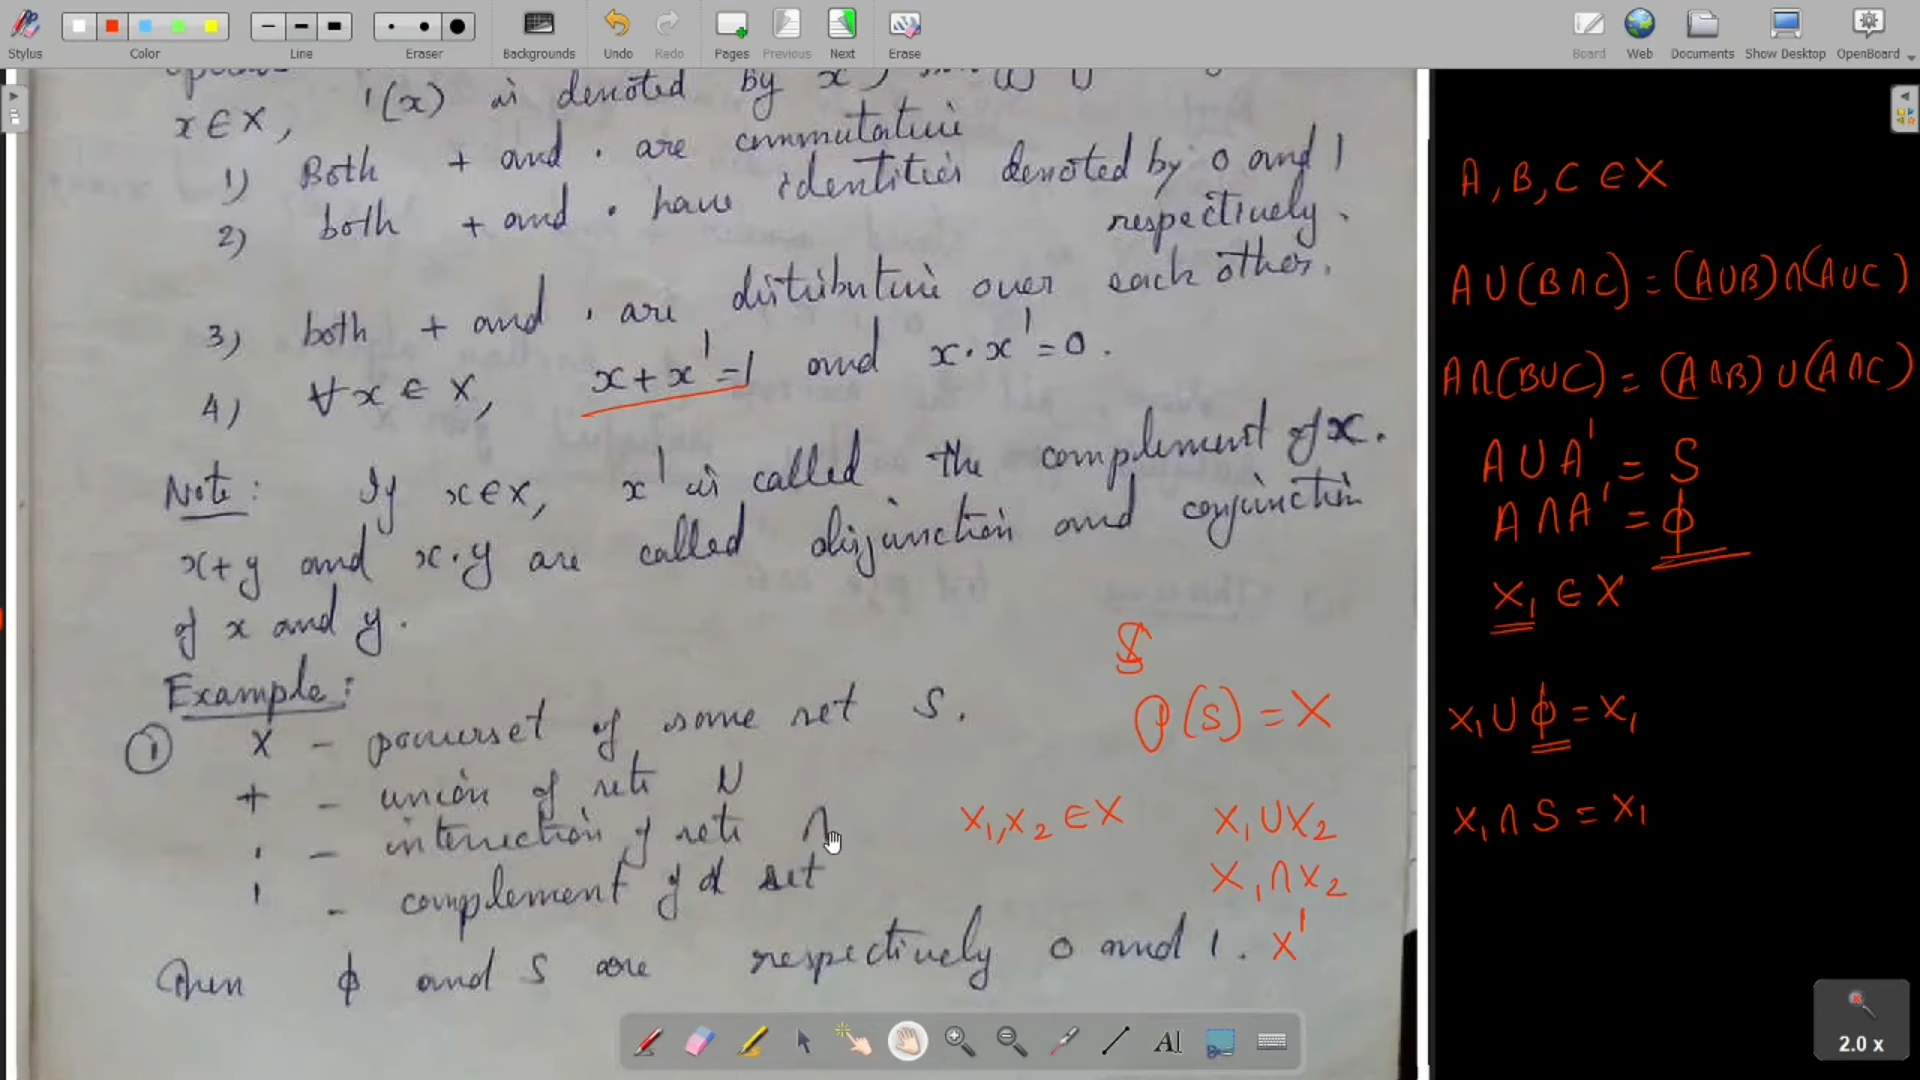 Stylus Color Line Eraser Backgrounds Undo Redo Pages Previous Next Erase Board Web Documents Show Desktop OpenBoard
x ∈ X, '(x) is denoted by x
1) Both + and · are commutative
2) both + and · have identities denoted by 0 and 1
respectively.
3) both + and · are distributive over each other.
4) ∀ x ∈ X, x + x' = 1 and x · x' = 0.
Note: If x ∈ X, x' is called the complement of x.
x + y and x · y are called disjunction and conjunction
of x and y.
Example:
① X - powerset of some set S.
+ - union of sets ∪
· - intersection of sets ∩
' - complement of a set
Then ϕ and S are respectively 0 and 1.
S
P(S) = X
X₁, X₂ ∈ X X₁ ∪ X₂
X₁ ∩ X₂
X'
A, B, C ∈ X
A ∪ (B ∩ C) = (A ∪ B) ∩ (A ∪ C)
A ∩ (B ∪ C) = (A ∩ B) ∪ (A ∩ C)
A ∪ A' = S
A ∩ A' = ϕ
X₁ ∈ X
X₁ ∪ ϕ = X₁
X₁ ∩ S = X₁
2.0 x